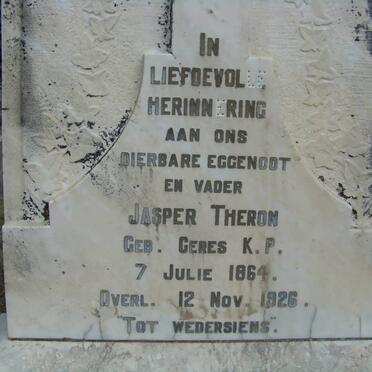 IN
LIEFDEVOLLE
HERINNERING
AAN ONS
DIERBARE EGGENOOT
EN VADER
JASPER THERON
GEB. CERES K.P.
7 JULIE 1864.
OVERL. 12 NOV. 1926.
"TOT WEDERSIENS".